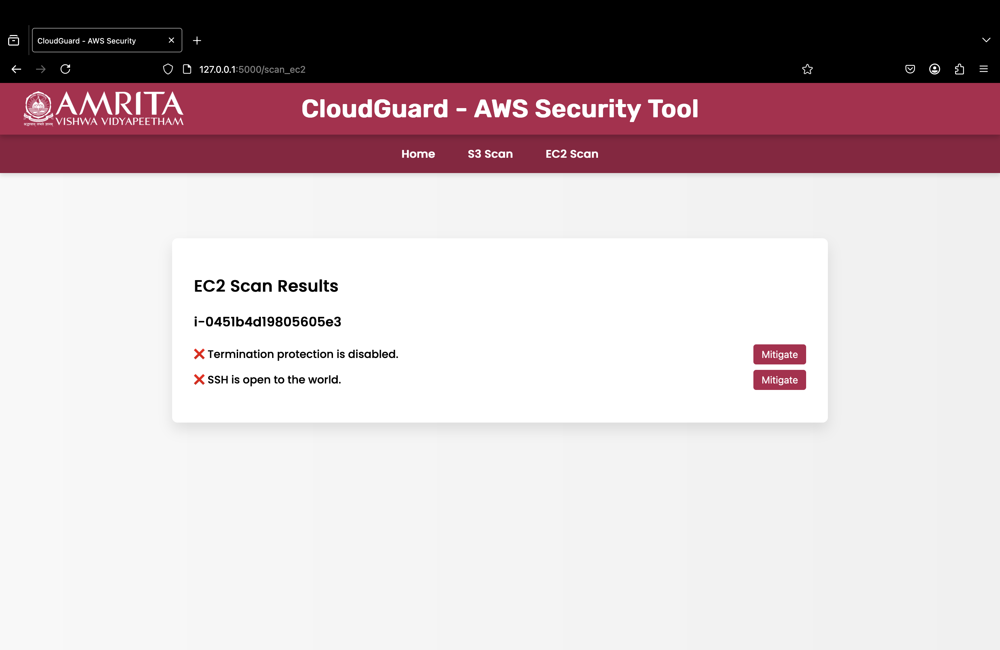 CloudGuard - AWS Security
127.0.0.1:5000/scan_ec2
AMRITA
VISHWA VIDYAPEETHAM
श्रद्धावान् लभते ज्ञानम्
CloudGuard - AWS Security Tool
Home S3 Scan EC2 Scan
EC2 Scan Results
i-0451b4d19805605e3
❌ Termination protection is disabled. Mitigate
❌ SSH is open to the world. Mitigate